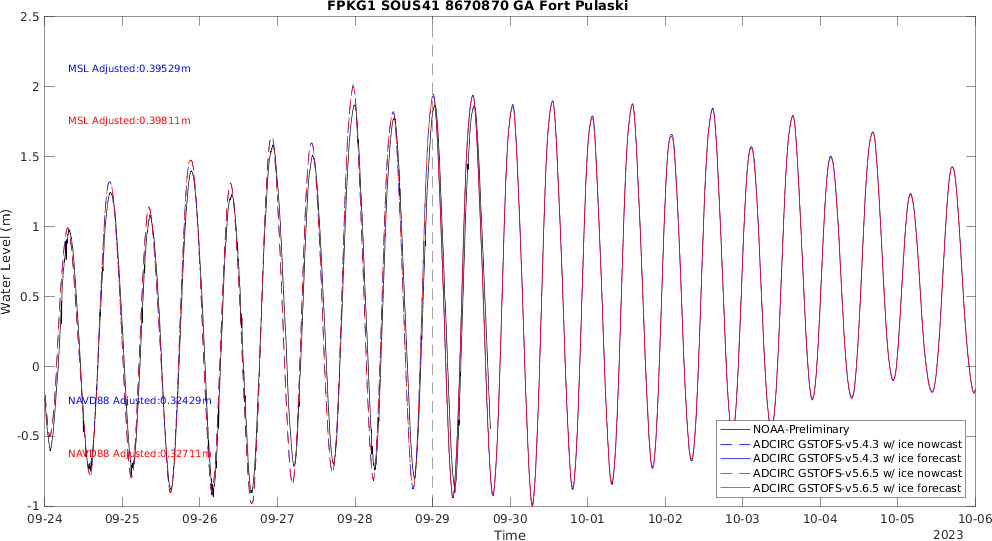 FPKG1 SOUS41 8670870 GA Fort Pulaski
2.5
2
1.5
1
0.5
0
-0.5
-1
Water Level (m)
MSL Adjusted:0.39529m
MSL Adjusted:0.39811m
NAVD88 Adjusted:0.32429m
NAVD88 Adjusted:0.32711m
NOAA-Preliminary
ADCIRC GSTOFS-v5.4.3 w/ ice nowcast
ADCIRC GSTOFS-v5.4.3 w/ ice forecast
ADCIRC GSTOFS-v5.6.5 w/ ice nowcast
ADCIRC GSTOFS-v5.6.5 w/ ice forecast
09-24 09-25 09-26 09-27 09-28 09-29 09-30 10-01 10-02 10-03 10-04 10-05 10-06
Time
2023